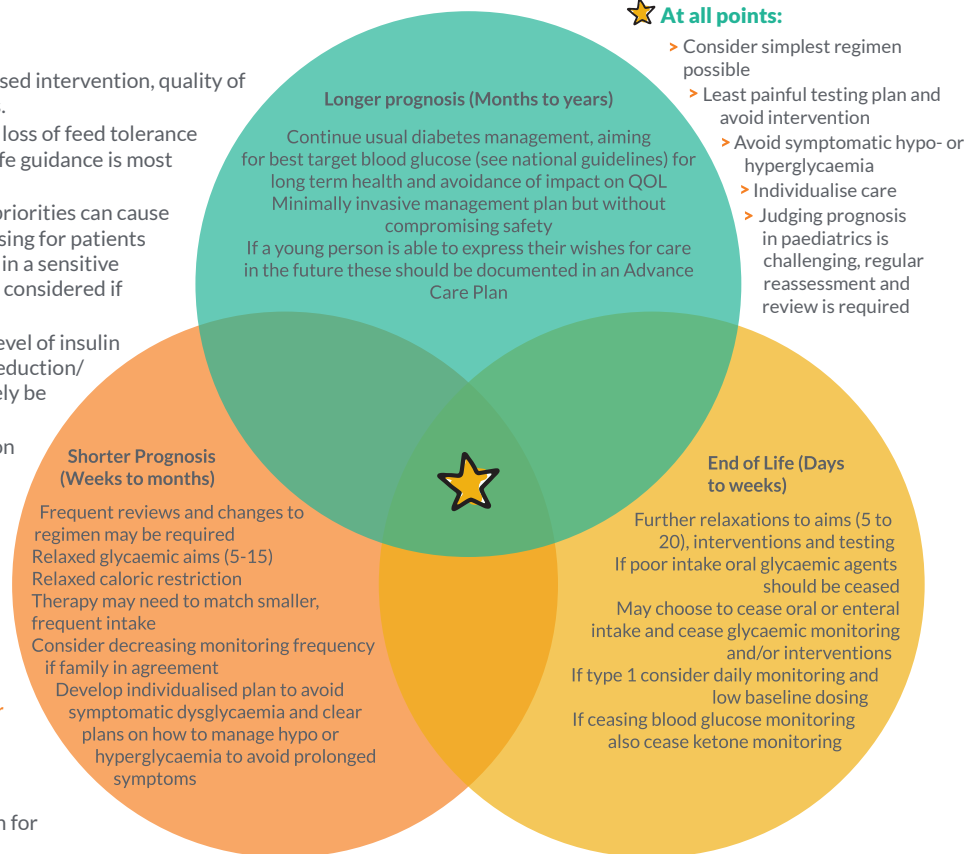 sed intervention, quality of
.
loss of feed tolerance
fe guidance is most
priorities can cause
sing for patients
in a sensitive
considered if
evel of insulin
eduction/
ely be
on
n for
At all points:
> Consider simplest regimen
possible
> Least painful testing plan and
avoid intervention
> Avoid symptomatic hypo- or
hyperglycaemia
> Individualise care
> Judging prognosis
in paediatrics is
challenging, regular
reassessment and
review is required
Longer prognosis (Months to years)
Continue usual diabetes management, aiming
for best target blood glucose (see national guidelines) for
long term health and avoidance of impact on QOL
Minimally invasive management plan but without
compromising safety
If a young person is able to express their wishes for care
in the future these should be documented in an Advance
Care Plan
Shorter Prognosis
(Weeks to months)
Frequent reviews and changes to
regimen may be required
Relaxed glycaemic aims (5-15)
Relaxed caloric restriction
Therapy may need to match smaller,
frequent intake
Consider decreasing monitoring frequency
if family in agreement
Develop individualised plan to avoid
symptomatic dysglycaemia and clear
plans on how to manage hypo or
hyperglycaemia to avoid prolonged
symptoms
End of Life (Days
to weeks)
Further relaxations to aims (5 to
20), interventions and testing
If poor intake oral glycaemic agents
should be ceased
May choose to cease oral or enteral
intake and cease glycaemic monitoring
and/or interventions
If type 1 consider daily monitoring and
low baseline dosing
If ceasing blood glucose monitoring
also cease ketone monitoring